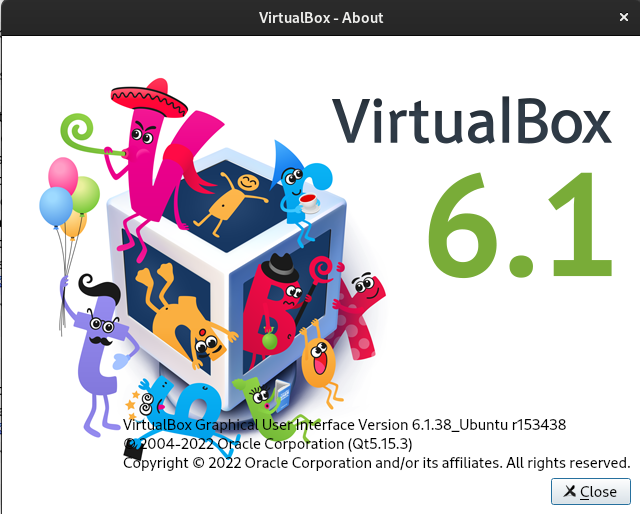 VirtualBox - About
VirtualBox
6.1
VirtualBox Graphical User Interface Version 6.1.38_Ubuntu r153438
© 2004-2022 Oracle Corporation (Qt5.15.3)
Copyright © 2022 Oracle Corporation and/or its affiliates. All rights reserved.
Close